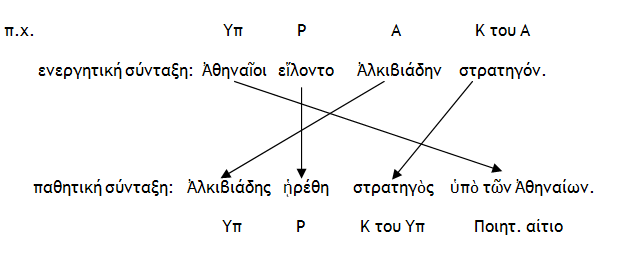 π.χ. Υπ Ρ Α Κ του Α
ενεργητική σύνταξη: Ἀθηναῖοι εἵλοντο Ἀλκιβιάδην στρατηγόν.
παθητική σύνταξη: Ἀλκιβιάδης ᾑρέθη στρατηγὸς ὑπὸ τῶν Ἀθηναίων.
Υπ Ρ Κ του Υπ Ποιητ. αίτιο